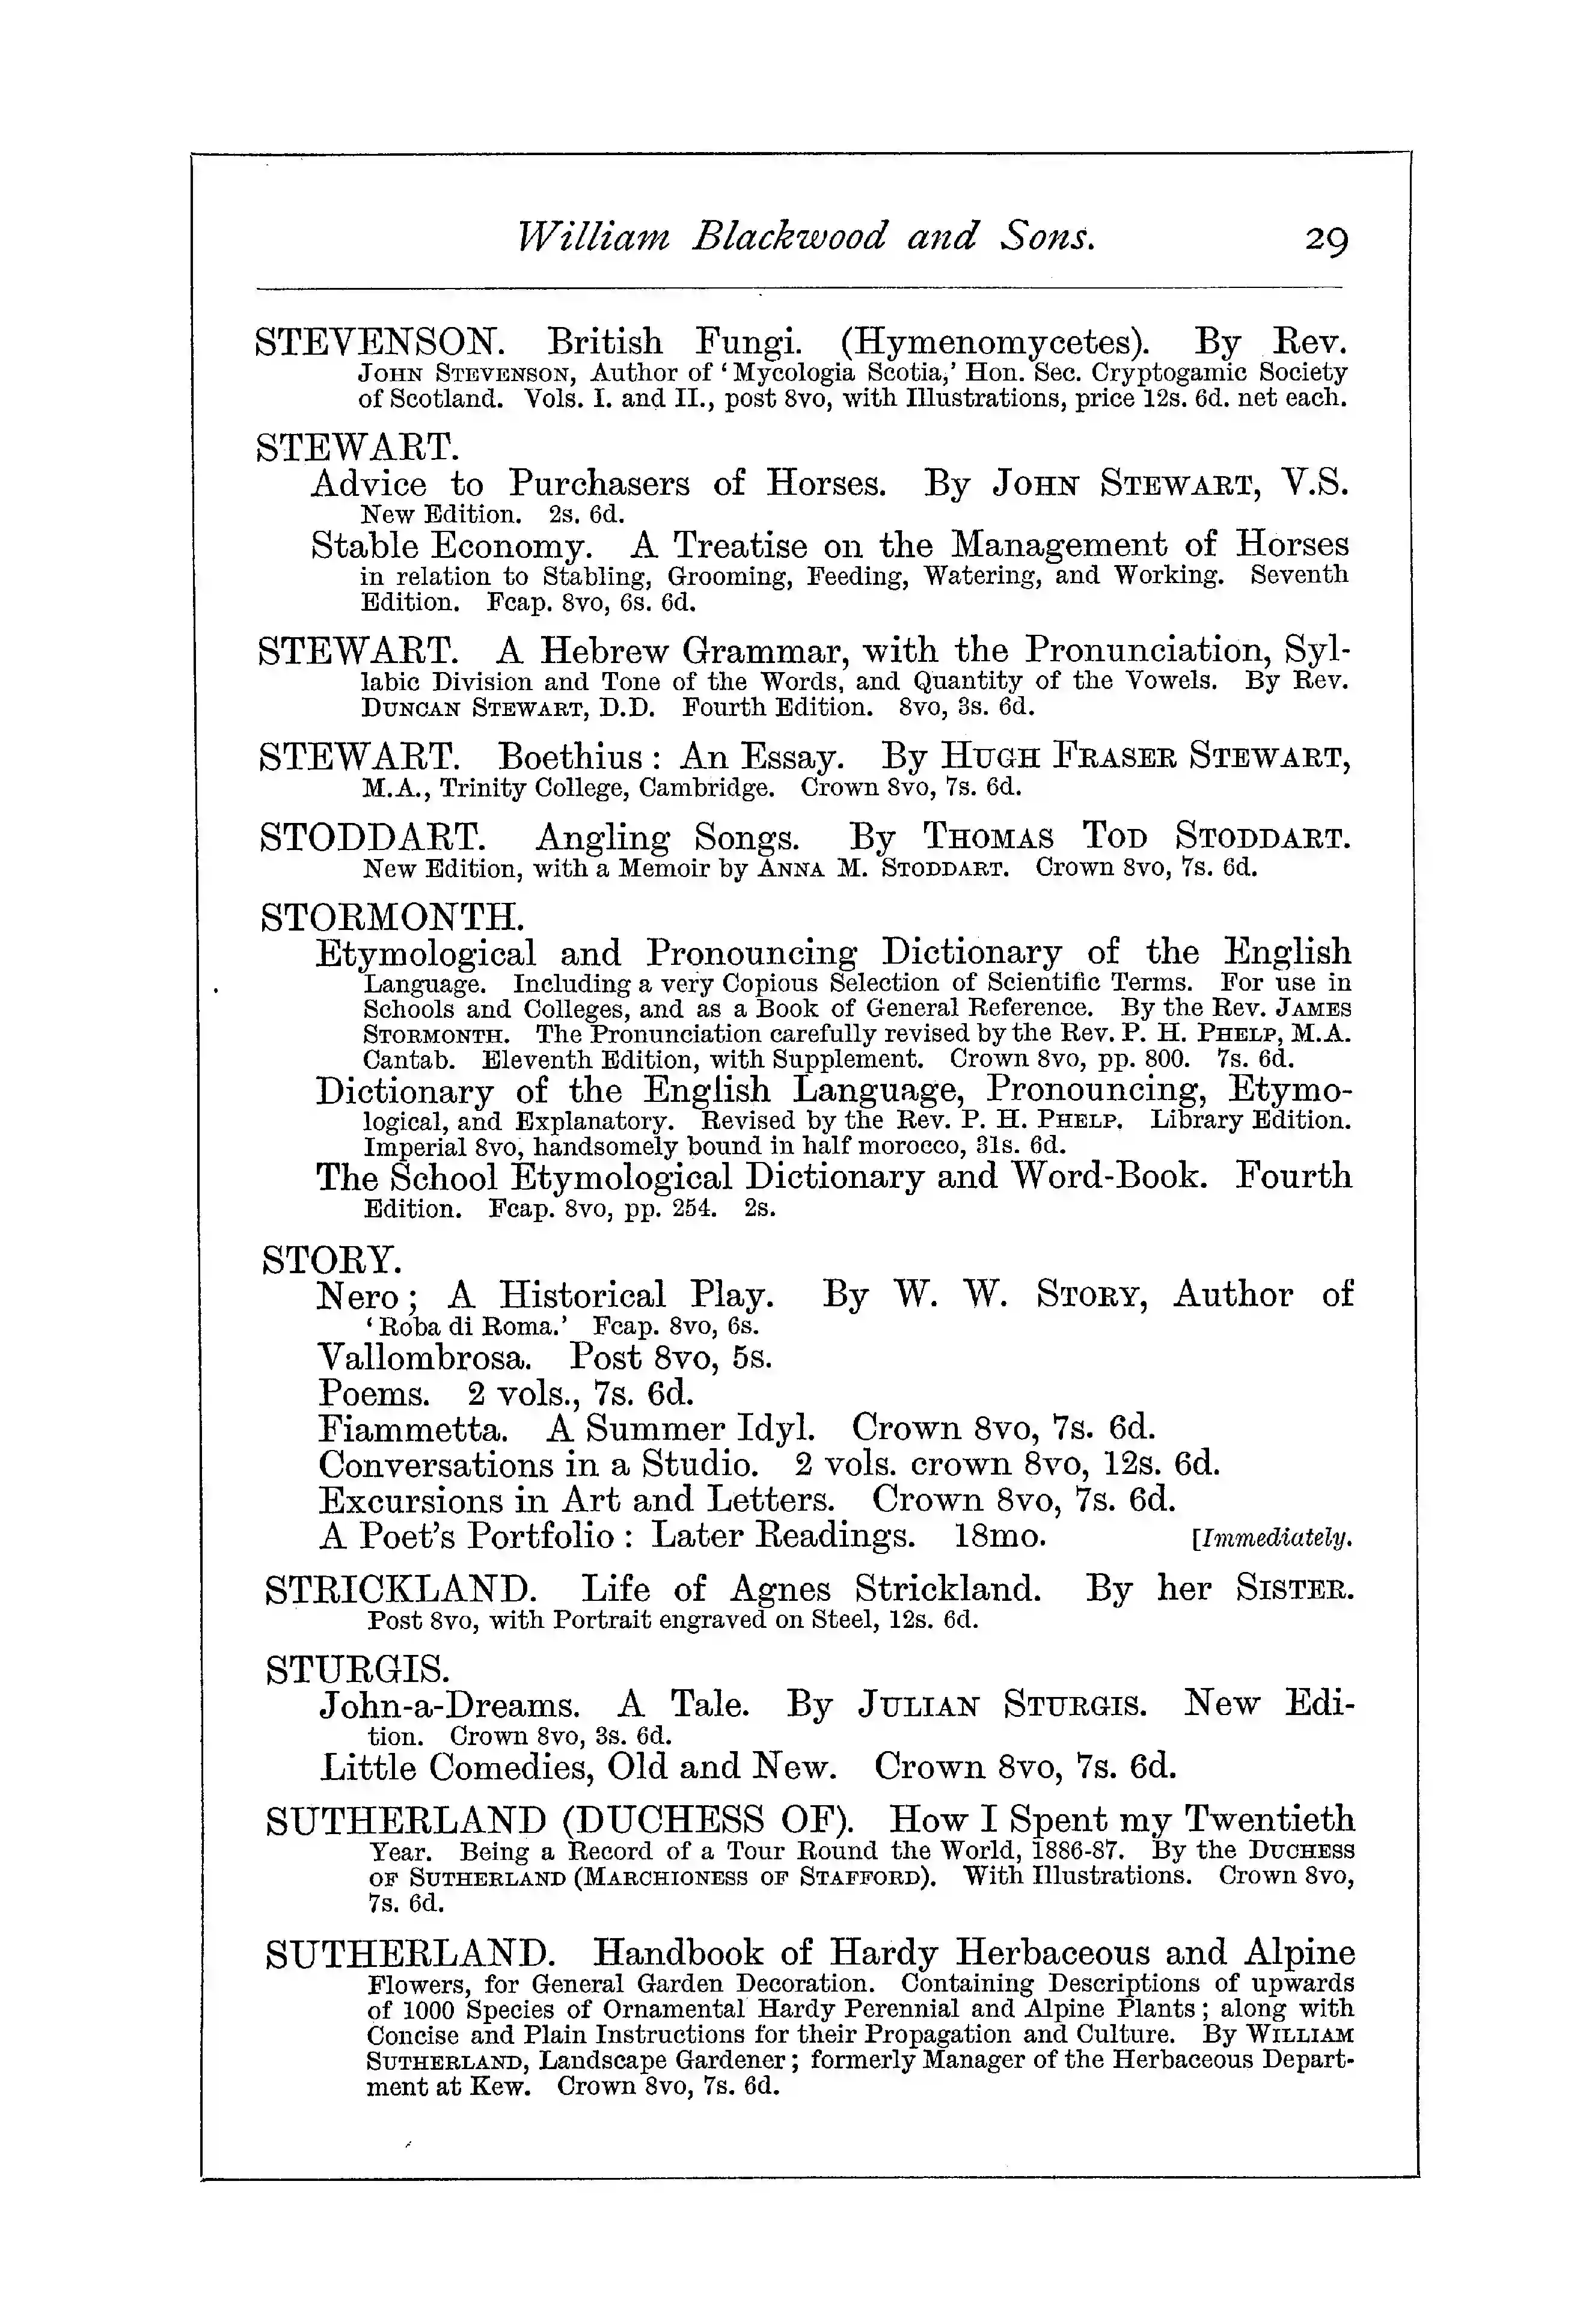 William Blackwood and Sons. 29
STEVENSON. British Fungi. (Hymenomycetes). By Rev.
JOHN STEVENSON, Author of ‘Mycologia Scotia,’ Hon. Sec. Cryptogamic Society
of Scotland. Vols. I. and II., post 8vo, with Illustrations, price 12s. 6d. net each.
STEWART.
Advice to Purchasers of Horses. By JOHN STEWART, V.S.
New Edition. 2s. 6d.
Stable Economy. A Treatise on the Management of Horses
in relation to Stabling, Grooming, Feeding, Watering, and Working. Seventh
Edition. Fcap. 8vo, 6s. 6d.
STEWART. A Hebrew Grammar, with the Pronunciation, Syl-
labic Division and Tone of the Words, and Quantity of the Vowels. By Rev.
DUNCAN STEWART, D.D. Fourth Edition. 8vo, 3s. 6d.
STEWART. Boethius: An Essay. By HUGH FRASER STEWART,
M.A., Trinity College, Cambridge. Crown 8vo, 7s. 6d.
STODDART. Angling Songs. By THOMAS TOD STODDART.
New Edition, with a Memoir by ANNA M. STODDART. Crown 8vo, 7s. 6d.
STORMONTH.
Etymological and Pronouncing Dictionary of the English
Language. Including a very Copious Selection of Scientific Terms. For use in
Schools and Colleges, and as a Book of General Reference. By the Rev. JAMES
STORMONTH. The Pronunciation carefully revised by the Rev. P. H. PHELP, M.A.
Cantab. Eleventh Edition, with Supplement. Crown 8vo, pp. 800. 7s. 6d.
Dictionary of the English Language, Pronouncing, Etymo-
logical, and Explanatory. Revised by the Rev. P. H. PHELP. Library Edition.
Imperial 8vo, handsomely bound in half morocco, 31s. 6d.
The School Etymological Dictionary and Word-Book. Fourth
Edition. Fcap. 8vo, pp. 254. 2s.
STORY.
Nero; A Historical Play. By W. W. STORY, Author of
‘Roba di Roma.’ Fcap. 8vo, 6s.
Vallombrosa. Post 8vo, 5s.
Poems. 2 vols., 7s. 6d.
Fiammetta. A Summer Idyl. Crown 8vo, 7s. 6d.
Conversations in a Studio. 2 vols. crown 8vo, 12s. 6d.
Excursions in Art and Letters. Crown 8vo, 7s. 6d.
A Poet’s Portfolio: Later Readings. 18mo. [Immediately.
STRICKLAND. Life of Agnes Strickland. By her SISTER.
Post 8vo, with Portrait engraved on Steel, 12s. 6d.
STURGIS.
John-a-Dreams. A Tale. By JULIAN STURGIS. New Edi-
tion. Crown 8vo, 3s. 6d.
Little Comedies, Old and New. Crown 8vo, 7s. 6d.
SUTHERLAND (DUCHESS OF). How I Spent my Twentieth
Year. Being a Record of a Tour Round the World, 1886-87. By the DUCHESS
OF SUTHERLAND (MARCHIONESS OF STAFFORD). With Illustrations. Crown 8vo,
7s. 6d.
SUTHERLAND. Handbook of Hardy Herbaceous and Alpine
Flowers, for General Garden Decoration. Containing Descriptions of upwards
of 1000 Species of Ornamental Hardy Perennial and Alpine Plants; along with
Concise and Plain Instructions for their Propagation and Culture. By WILLIAM
SUTHERLAND, Landscape Gardener; formerly Manager of the Herbaceous Depart-
ment at Kew. Crown 8vo, 7s. 6d.